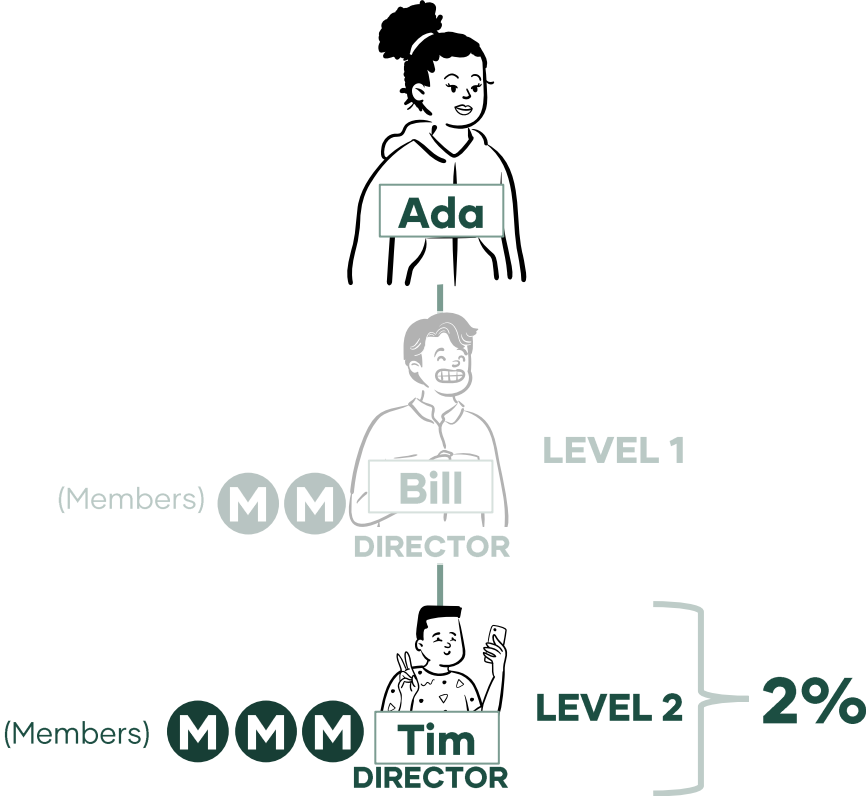 Ada
LEVEL 1
(Members) M M Bill
DIRECTOR
LEVEL 2 2%
(Members) M M M Tim
DIRECTOR